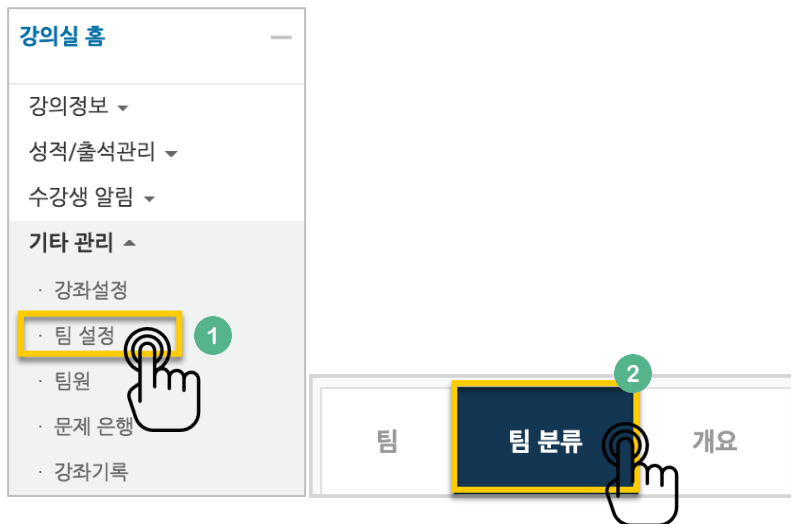 강의실 홈
강의정보
성적/출석관리
수강생 알림
기타 관리
· 강좌설정
· 팀 설정
1
· 팀원
· 문제 은행
· 강좌기록
2
팀
팀 분류
개요